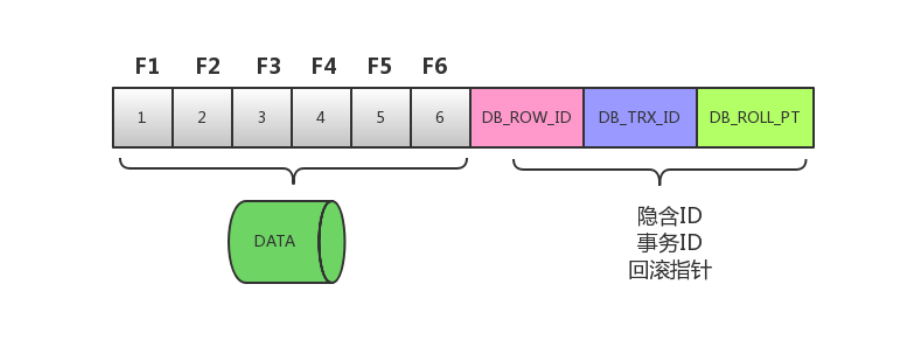 F1 F2 F3 F4 F5 F6
1 2 3 4 5 6 DB_ROW_ID DB_TRX_ID DB_ROLL_PT
DATA
隐含ID
事务ID
回滚指针